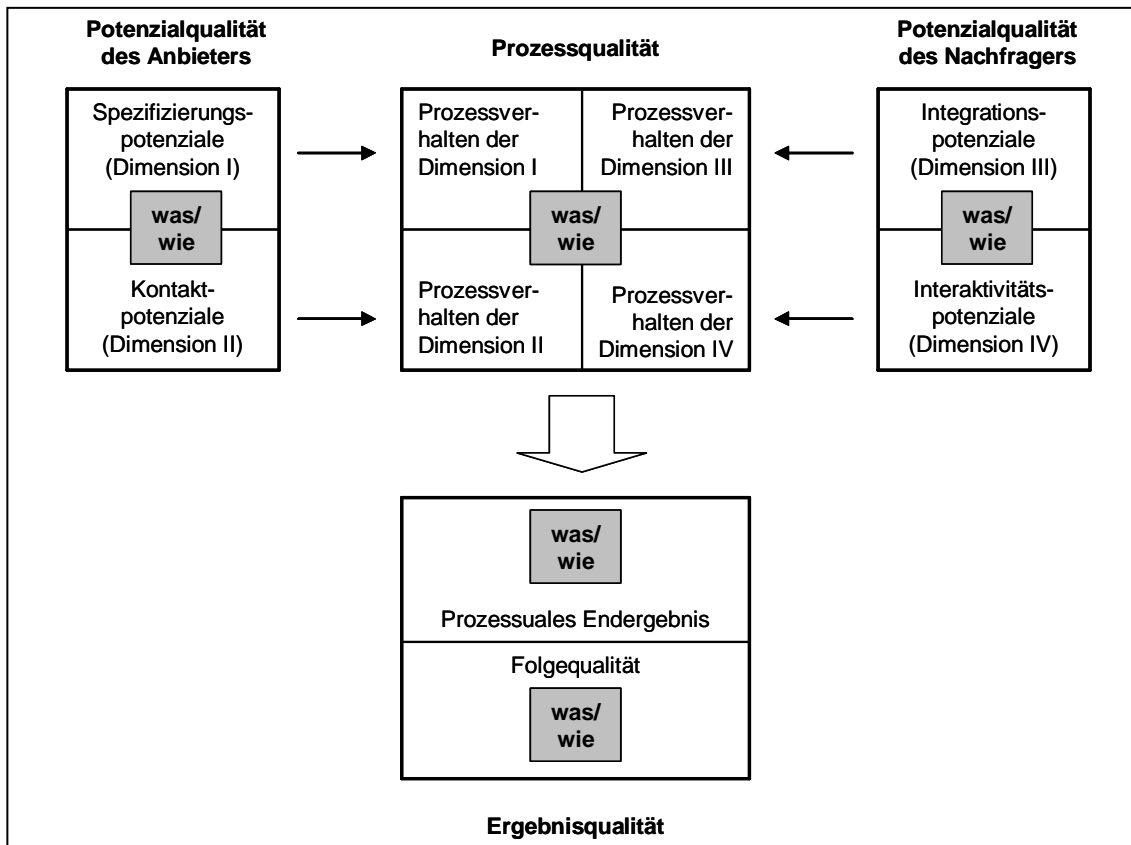 Potenzialqualität
des Anbieters
Prozessqualität
Potenzialqualität
des Nachfragers
Spezifizierungs-
potenziale
(Dimension I)
was/
wie
Kontakt-
potenziale
(Dimension II)
Prozessver-
halten der
Dimension I
Prozessver-
halten der
Dimension III
was/
wie
Prozessver-
halten der
Dimension II
Prozessver-
halten der
Dimension IV
Integrations-
potenziale
(Dimension III)
was/
wie
Interaktivitäts-
potenziale
(Dimension IV)
was/
wie
Prozessuales Endergebnis
Folgequalität
was/
wie
Ergebnisqualität